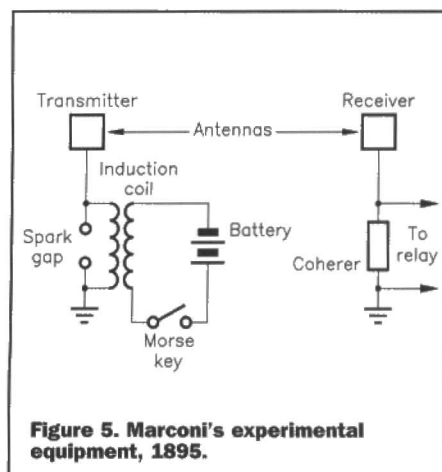 Transmitter
Receiver
Antennas
Induction
coil
Spark
gap
Battery
Morse
key
Coherer
To
relay
Figure 5. Marconi's experimental
equipment, 1895.